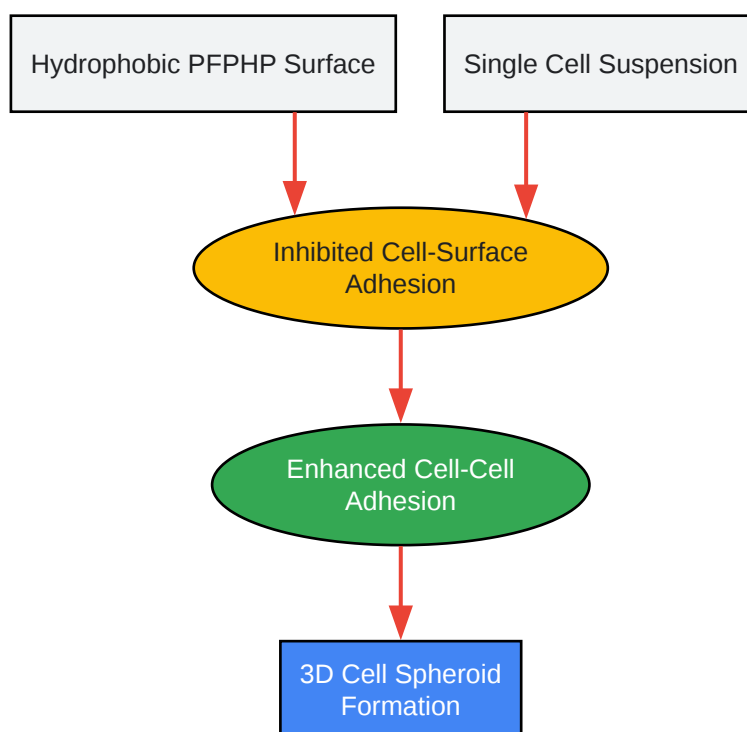 Hydrophobic PFPHP Surface
Single Cell Suspension
Inhibited Cell-Surface
Adhesion
Enhanced Cell-Cell
Adhesion
3D Cell Spheroid
Formation